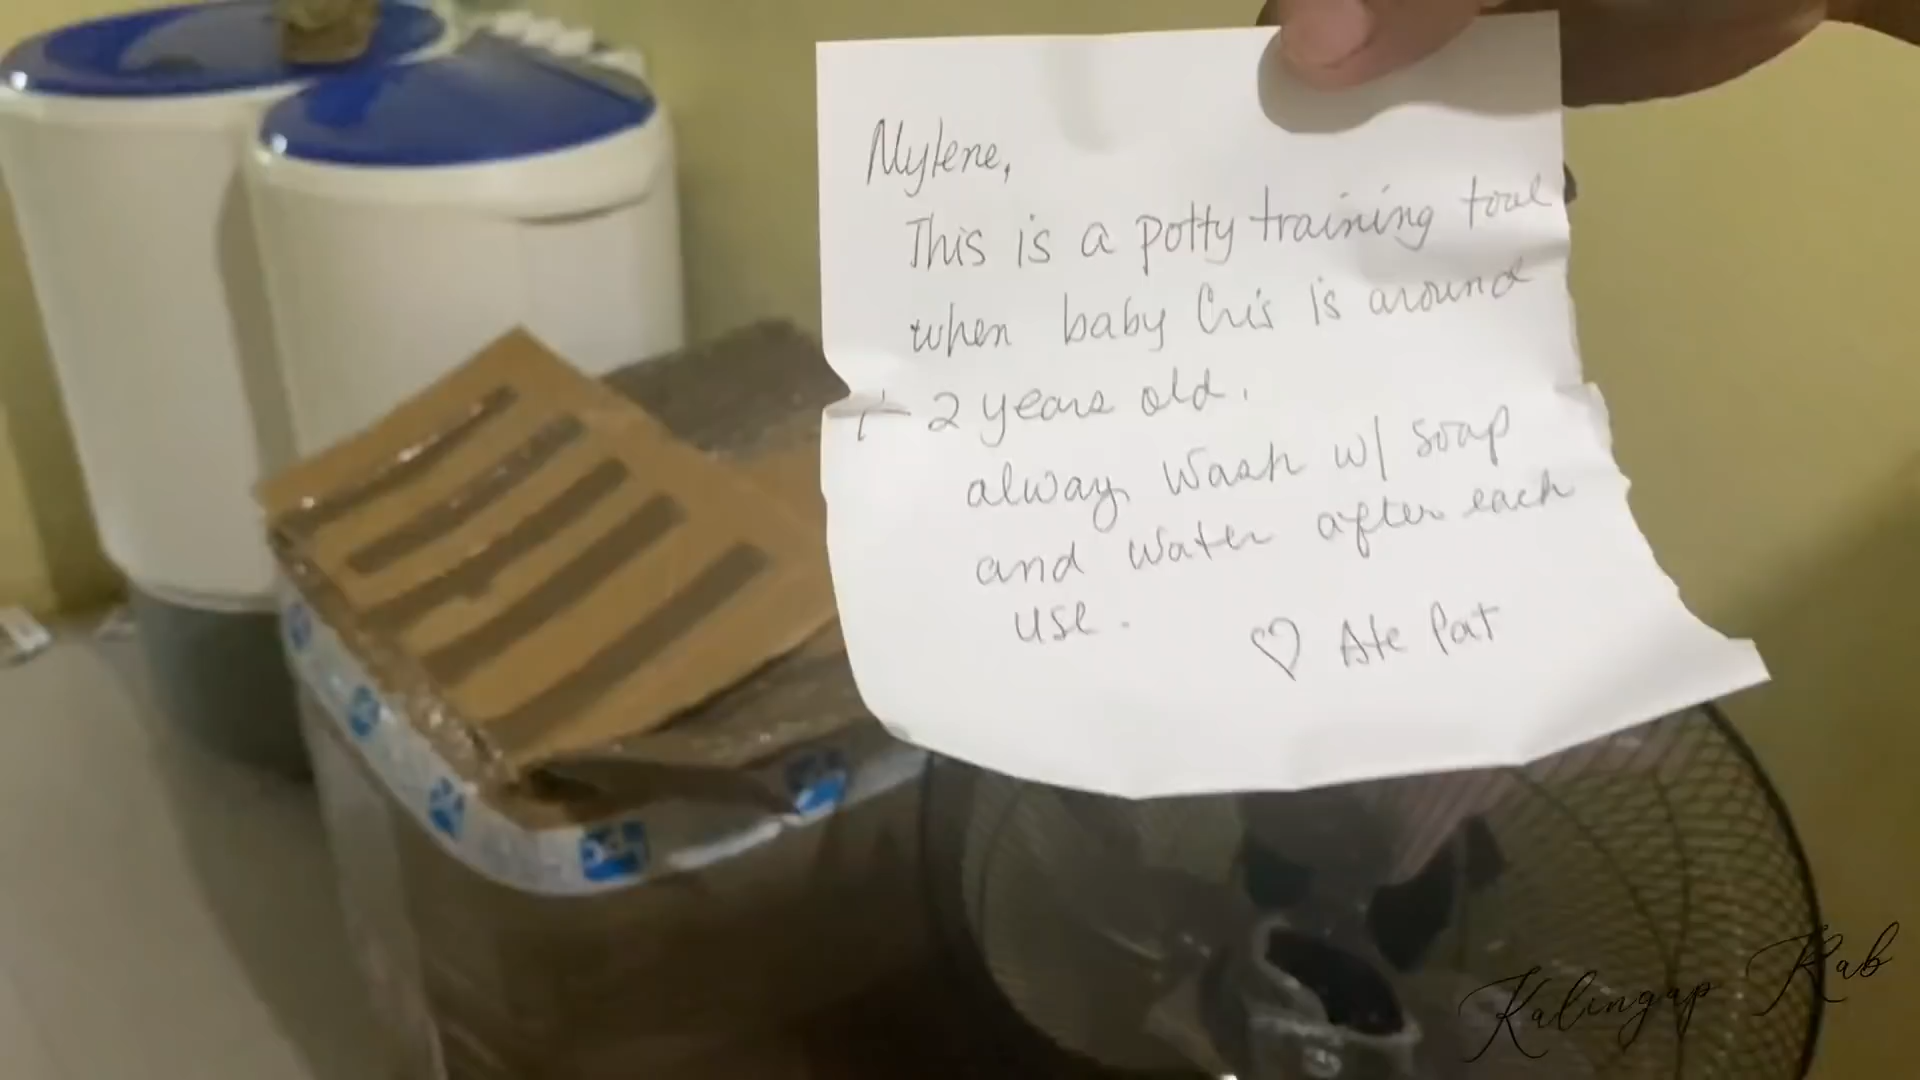 Mylene,
This is a potty training tool
when baby Cris is around
+ 2 years old.
always wash w/ soap
and water after each
use.
♡ Ate Pat
Kalingap Rab